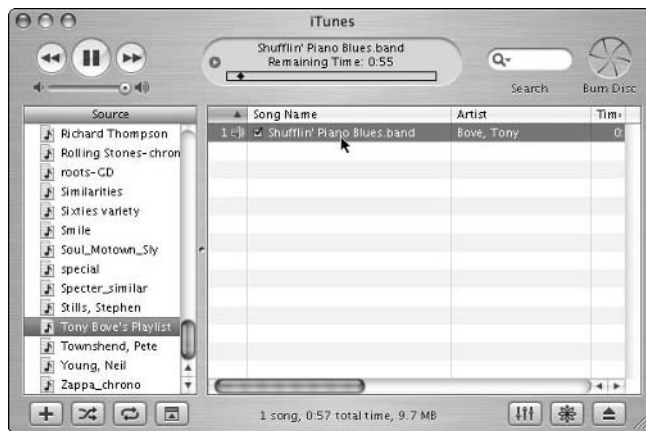 iTunes
Shufflin' Piano Blues.band
Remaining Time: 0:55
Search
Burn Disc
Source
Song Name Artist
Richard Thompson
Rolling Stones-chron
roots-CD
Similarities
Sixties variety
Smile
Soul_Motown_Sly
special
Specter_similar
Stills, Stephen
Tony Bove's Playlist
Townshend, Pete
Young, Neil
Zappa_chrono
1 Shufflin' Piano Blues.band Bove, Tony 0:
1 song, 0:57 total time, 9.7 MB